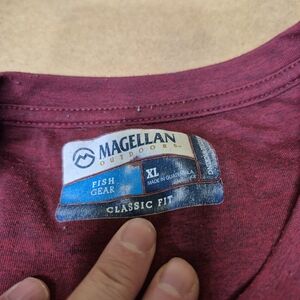 MAGELLAN
OUTDOORS
FISH
GEAR
XL
MADE IN GUATEMALA
CLASSIC FIT